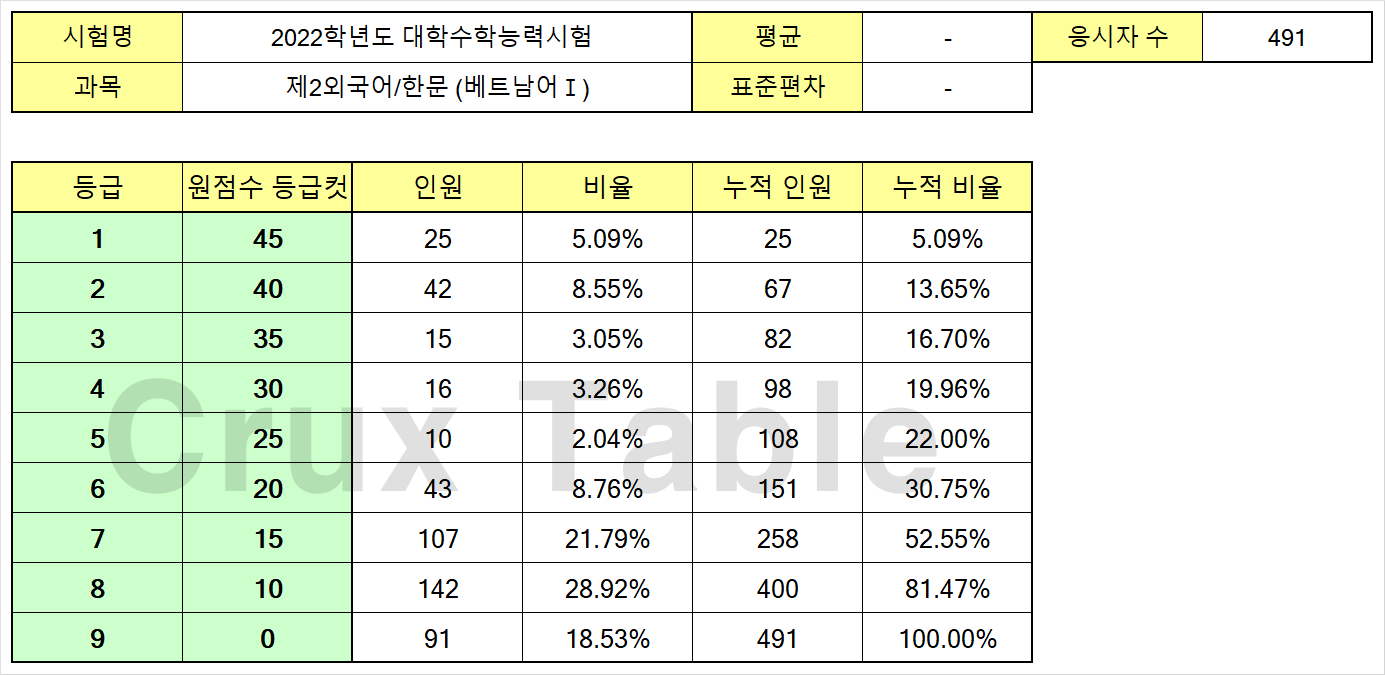 시험명 2022학년도 대학수학능력시험 평균 - 응시자 수 491
과목 제2외국어/한문 (베트남어Ⅰ) 표준편차 -
등급 원점수 등급컷 인원 비율 누적 인원 누적 비율
1 45 25 5.09% 25 5.09%
2 40 42 8.55% 67 13.65%
3 35 15 3.05% 82 16.70%
4 30 16 3.26% 98 19.96%
5 25 10 2.04% 108 22.00%
6 20 43 8.76% 151 30.75%
7 15 107 21.79% 258 52.55%
8 10 142 28.92% 400 81.47%
9 0 91 18.53% 491 100.00%
Crux Table